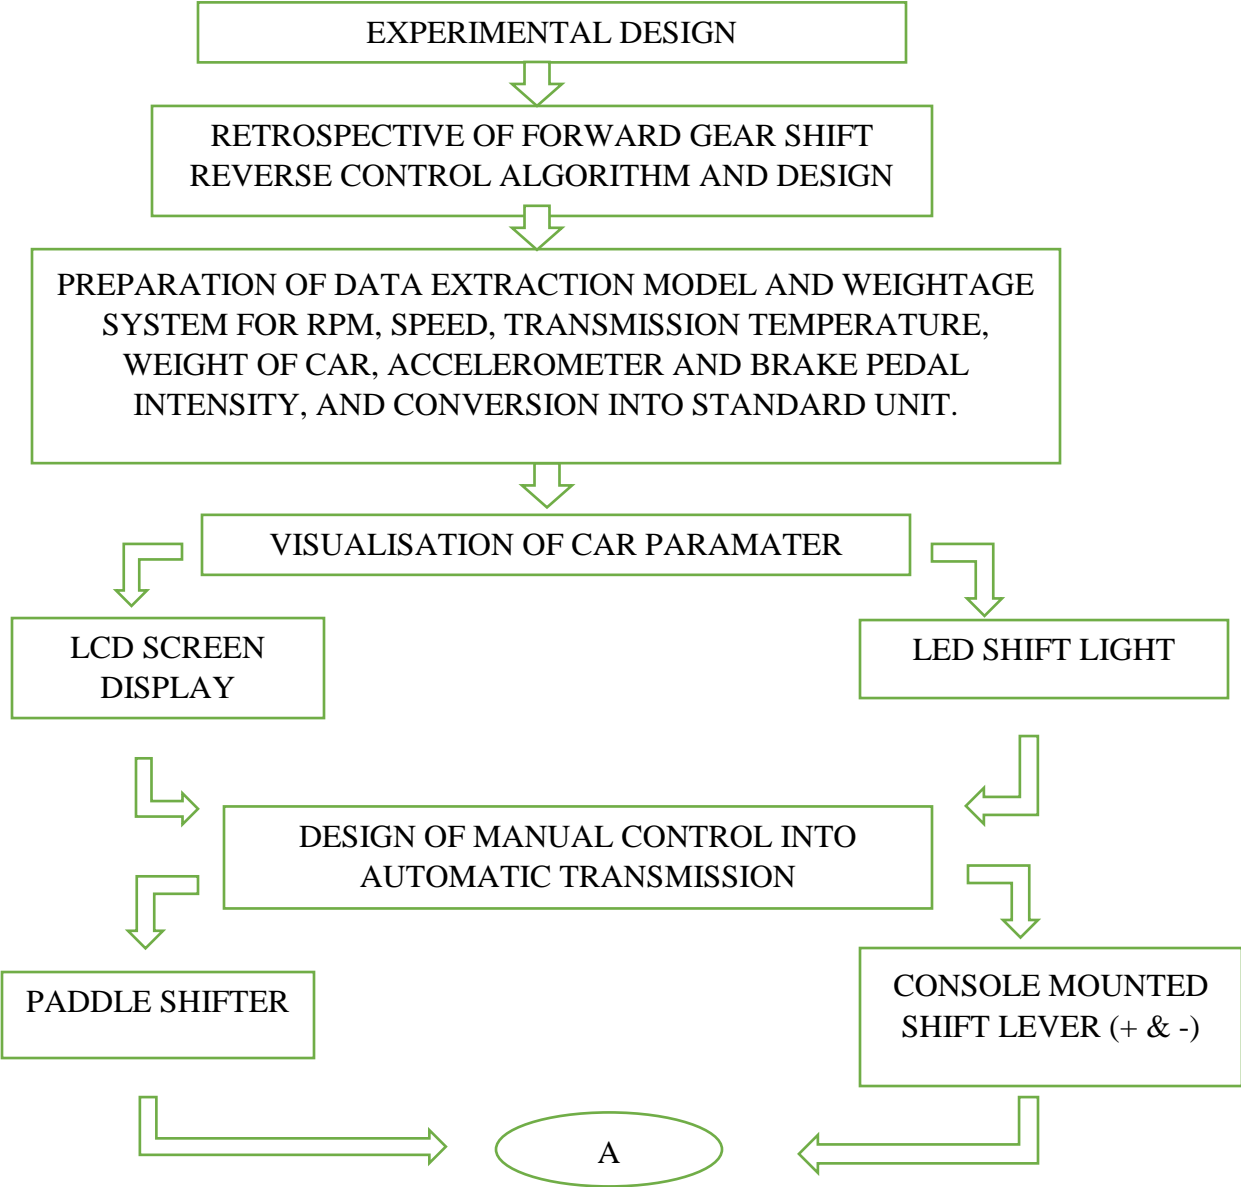 EXPERIMENTAL DESIGN
RETROSPECTIVE OF FORWARD GEAR SHIFT
REVERSE CONTROL ALGORITHM AND DESIGN
PREPARATION OF DATA EXTRACTION MODEL AND WEIGHTAGE
SYSTEM FOR RPM, SPEED, TRANSMISSION TEMPERATURE,
WEIGHT OF CAR, ACCELEROMETER AND BRAKE PEDAL
INTENSITY, AND CONVERSION INTO STANDARD UNIT.
VISUALISATION OF CAR PARAMATER
LCD SCREEN
DISPLAY
LED SHIFT LIGHT
DESIGN OF MANUAL CONTROL INTO
AUTOMATIC TRANSMISSION
PADDLE SHIFTER
CONSOLE MOUNTED
SHIFT LEVER (+ & -)
A